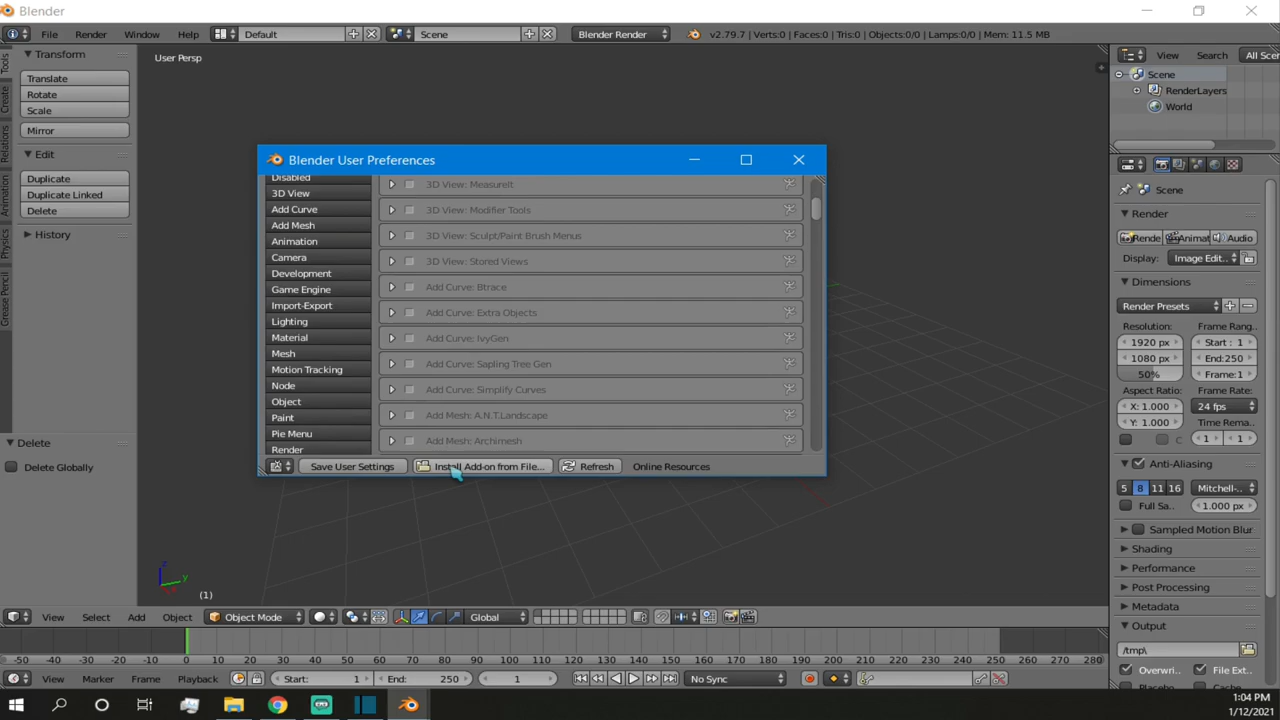 Blender
File Render Window Help Default Scene Blender Render v2.79.7 | Verts:0 | Faces:0 | Tris:0 | Objects:0/0 | Lamps:0/0 | Mem: 11.5 MB
Tools
Create
Relations
Animation
Physics
Grease Pencil
Transform
Translate
Rotate
Scale
Mirror
Edit
Duplicate
Duplicate Linked
Delete
History
Delete
Delete Globally
User Persp
Blender User Preferences
Disabled
3D View
Add Curve
Add Mesh
Animation
Camera
Development
Game Engine
Import-Export
Lighting
Material
Mesh
Motion Tracking
Node
Object
Paint
Pie Menu
Render
3D View: MeasureIt
3D View: Modifier Tools
3D View: Sculpt/Paint Brush Menus
3D View: Stored Views
Add Curve: Btrace
Add Curve: Extra Objects
Add Curve: IvyGen
Add Curve: Sapling Tree Gen
Add Curve: Simplify Curves
Add Mesh: A.N.T.Landscape
Add Mesh: Archimesh
Save User Settings Install Add-on from File... Refresh Online Resources
z
y
(1)
View Search All Scen
Scene
RenderLayers
World
Scene
Render
Rende Animat Audio
Display: Image Edit..
Dimensions
Render Presets
Resolution: Frame Rang..
1920 px Start : 1
1080 px End:250
50% Frame:1
Aspect Ratio: Frame Rate:
X: 1.000 24 fps
Y: 1.000 Time Rema..
C 1 1
Anti-Aliasing
5 8 11 16 Mitchell-..
Full Sa.. 1.000 px
Sampled Motion Blur
Shading
Performance
Post Processing
Metadata
Output
/tmp\
Overwri.. File Ext..
View Select Add Object Object Mode Global
-50 -40 -30 -20 -10 0 10 20 30 40 50 60 70 80 90 100 110 120 130 140 150 160 170 180 190 200 210 220 230 240 250 260 270 280
View Marker Frame Playback Start: 1 End: 250 1 No Sync
1:04 PM
1/12/2021